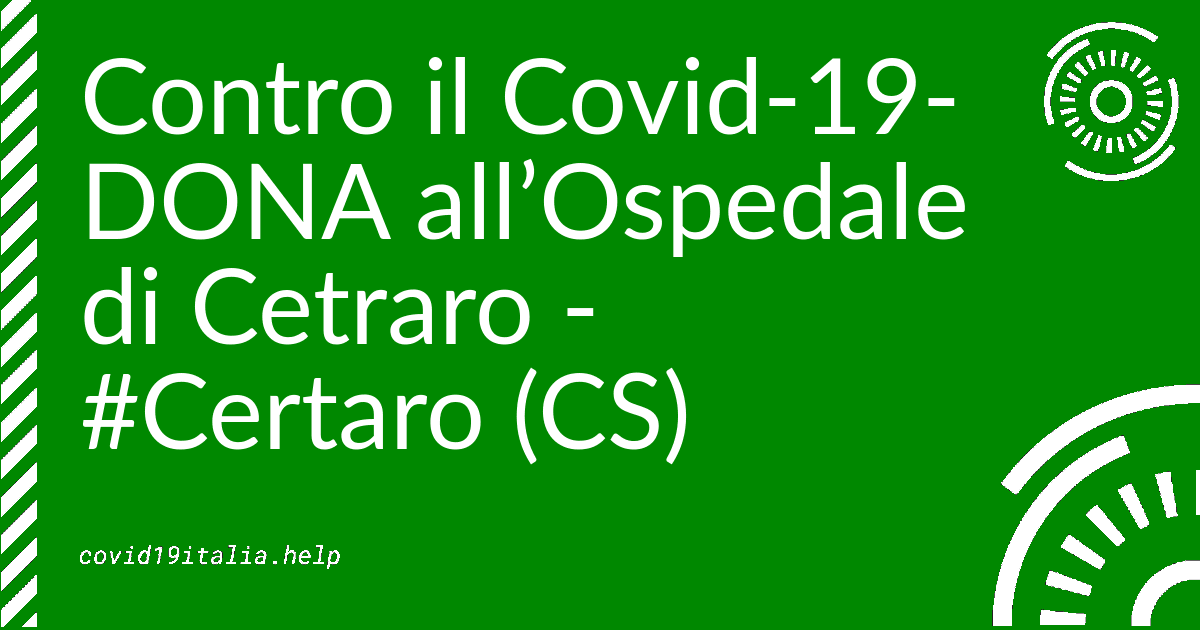 Contro il Covid-19-
DONA all’Ospedale
di Cetraro -
#Certaro (CS)
covid19italia.help